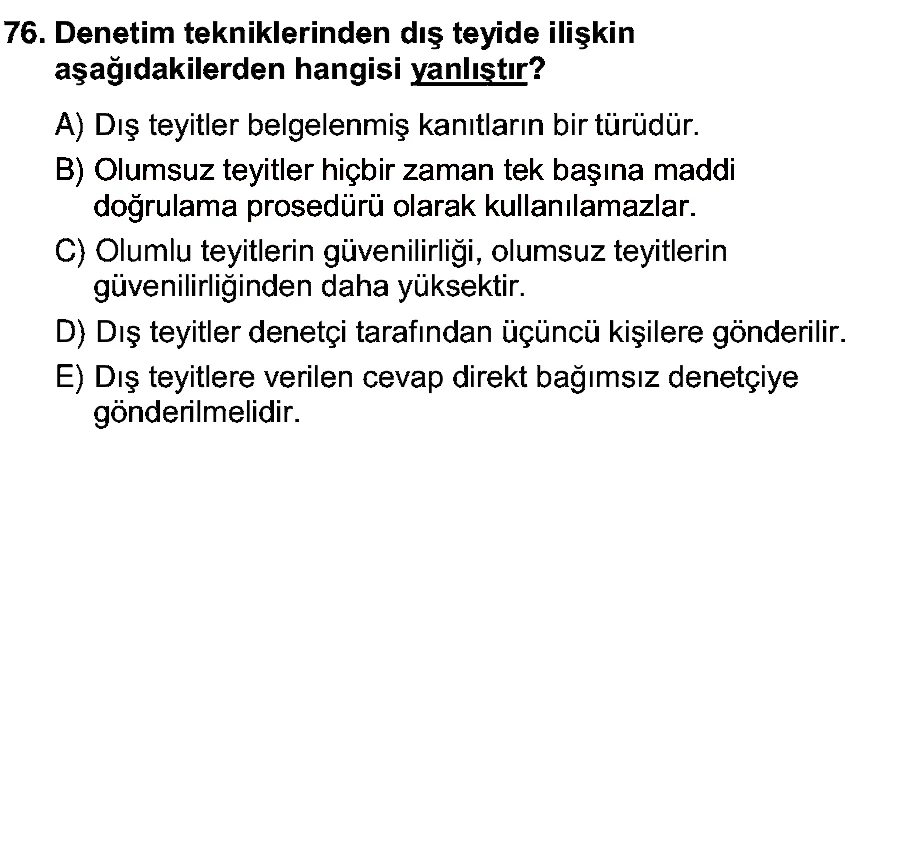 76. Denetim tekniklerinden dış teyide ilişkin
aşağıdakilerden hangisi yanlıştır?
A) Dış teyitler belgelenmiş kanıtların bir türüdür.
B) Olumsuz teyitler hiçbir zaman tek başına maddi
doğrulama prosedürü olarak kullanılamazlar.
C) Olumlu teyitlerin güvenilirliği, olumsuz teyitlerin
güvenilirliğinden daha yüksektir.
D) Dış teyitler denetçi tarafından üçüncü kişilere gönderilir.
E) Dış teyitlere verilen cevap direkt bağımsız denetçiye
gönderilmelidir.